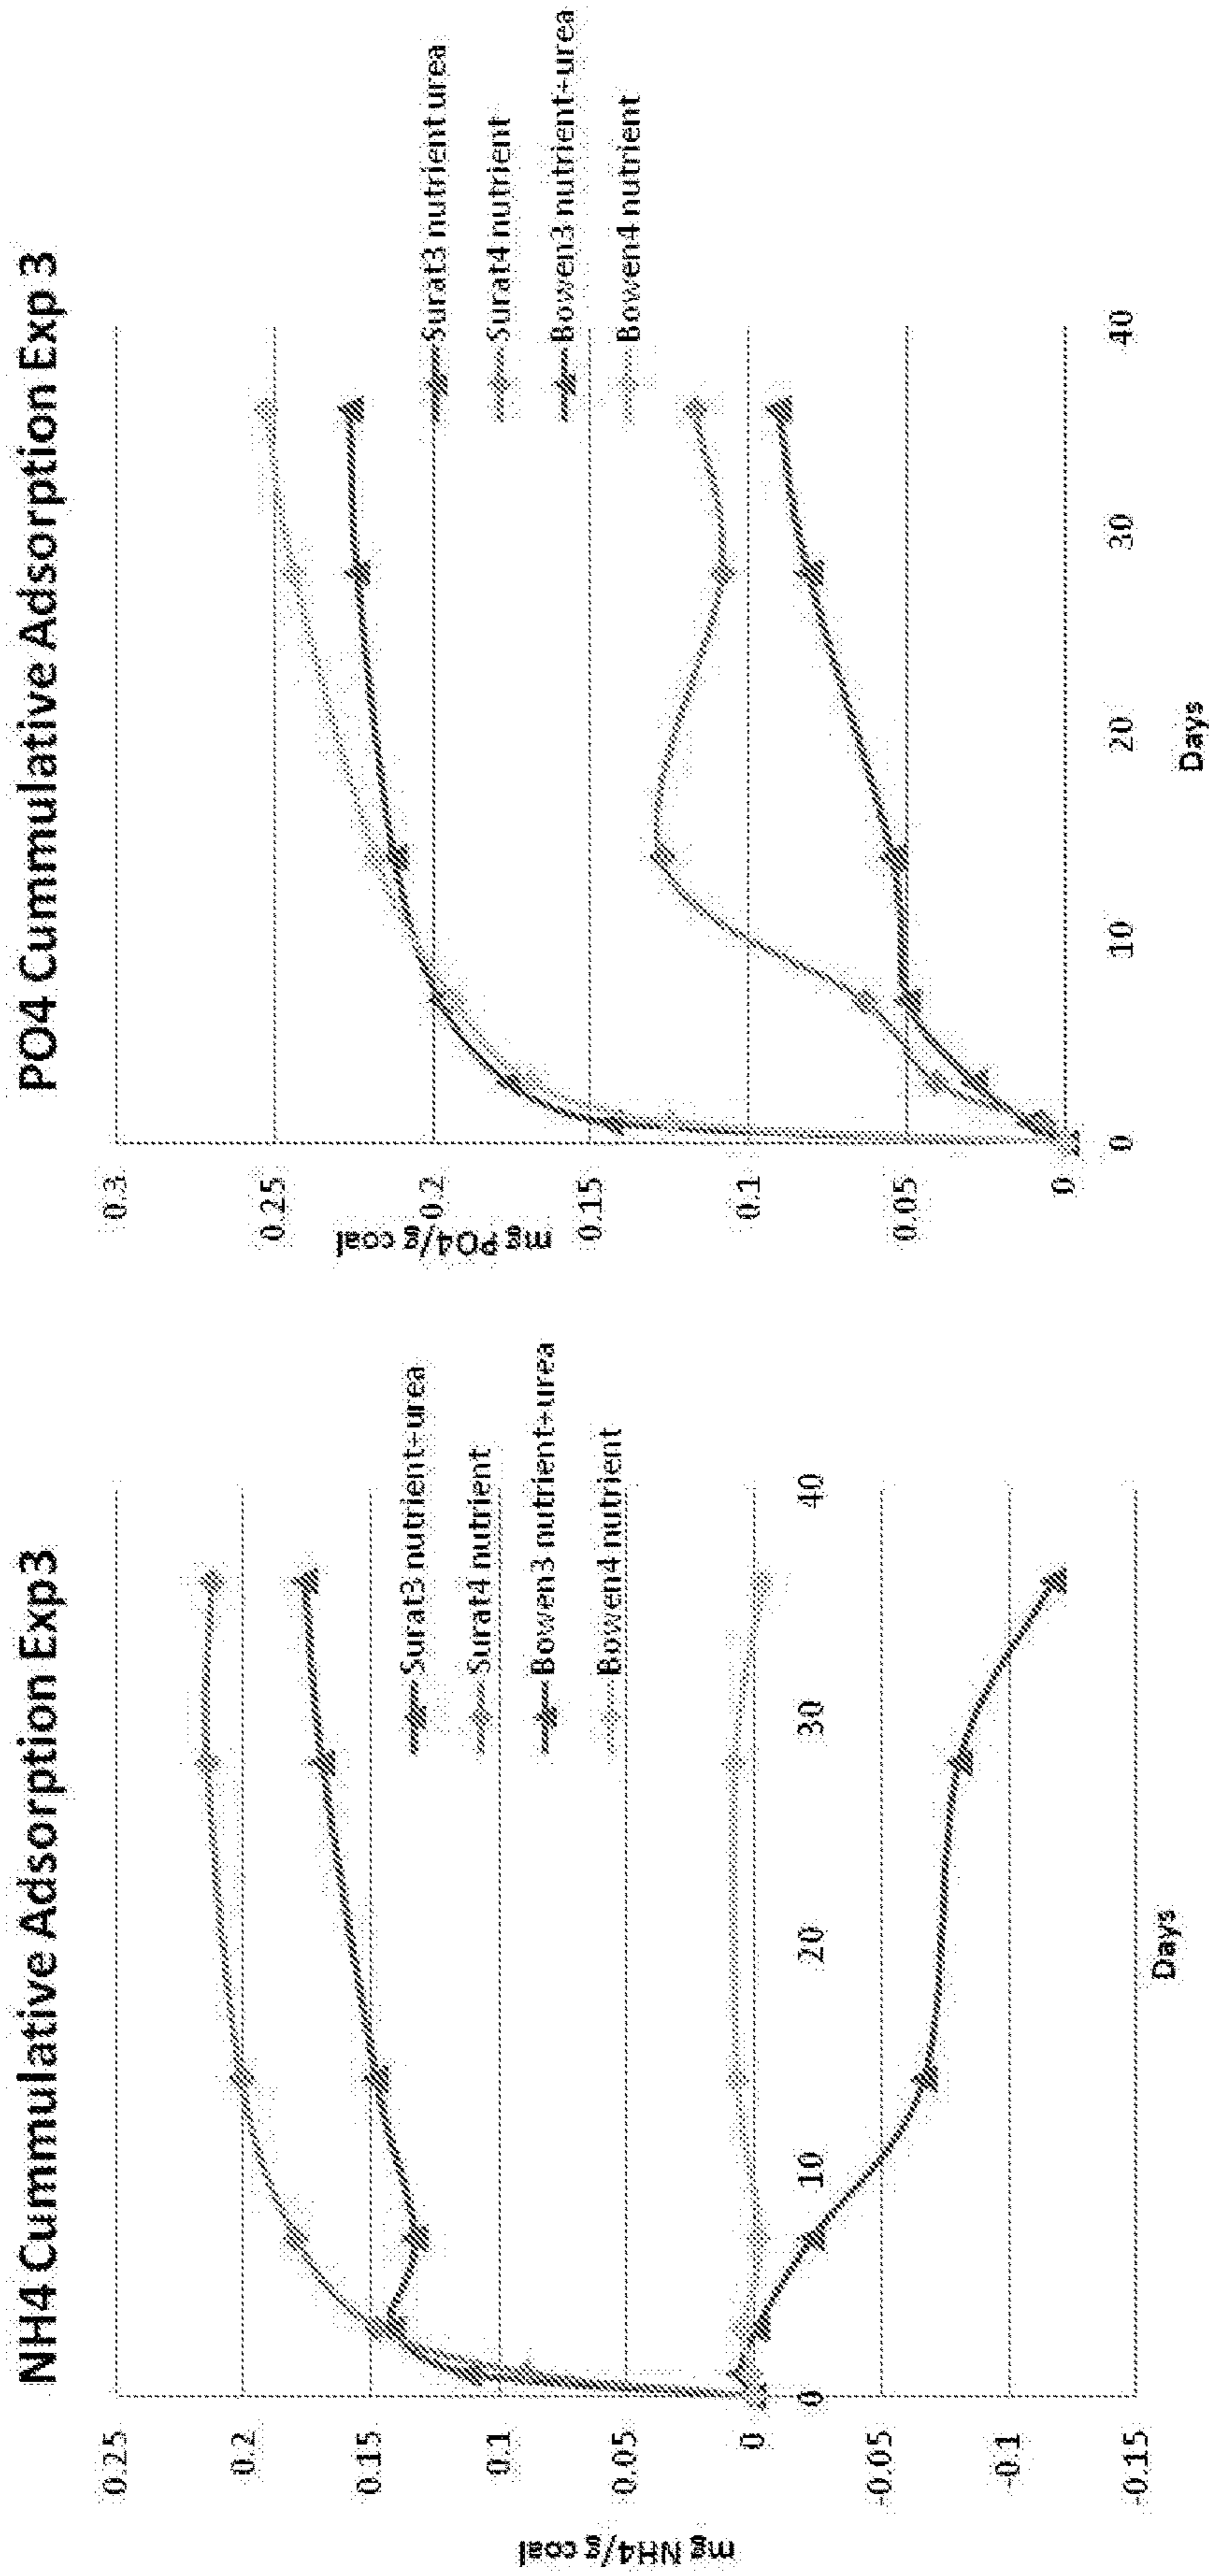 NH4 Cummulative Adsorption Exp3
mg NH4/g coal
0.25
0.2
0.15
0.1
0.05
0
-0.05
-0.1
-0.15
0 10 20 30 40
Days
Surat3 nutrient+urea
Surat4 nutrient
Bowen3 nutrient+urea
Bowen4 nutrient
PO4 Cummulative Adsorption Exp 3
mg PO4/g coal
0.3
0.25
0.2
0.15
0.1
0.05
0
0 10 20 30 40
Days
Surat3 nutrient urea
Surat4 nutrient
Bowen3 nutrient+urea
Bowen4 nutrient